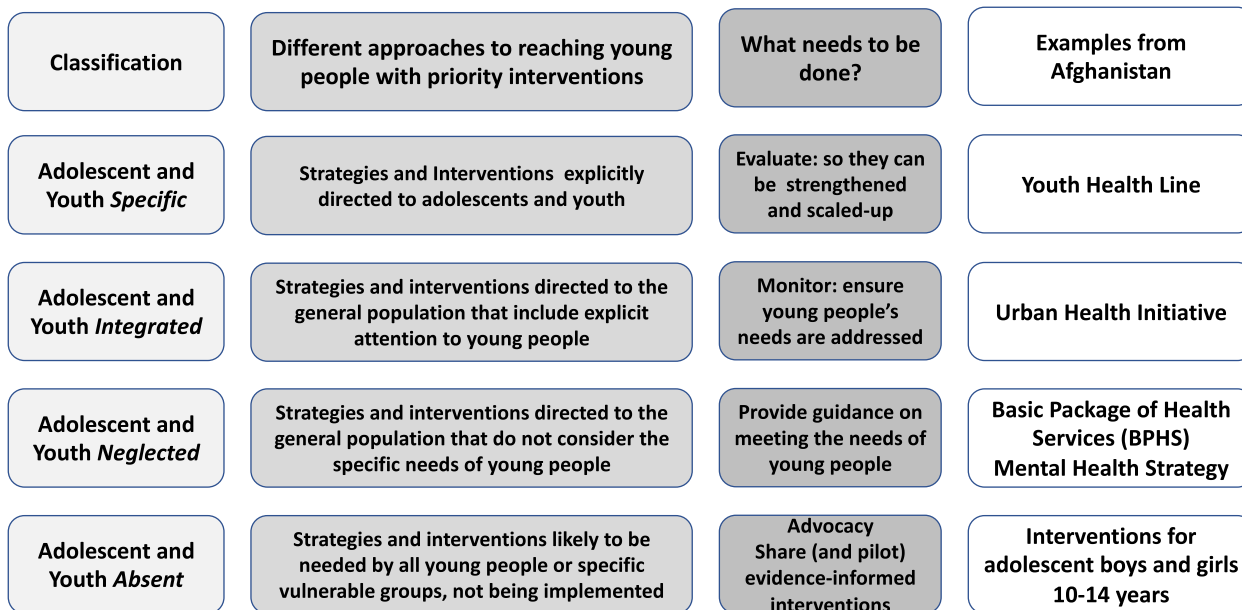 Classification
Different approaches to reaching young
people with priority interventions
What needs to be
done?
Examples from
Afghanistan
Adolescent and
Youth Specific
Strategies and Interventions explicitly
directed to adolescents and youth
Evaluate: so they can
be strengthened
and scaled-up
Youth Health Line
Adolescent and
Youth Integrated
Strategies and interventions directed to the
general population that include explicit
attention to young people
Monitor: ensure
young people's
needs are addressed
Urban Health Initiative
Adolescent and
Youth Neglected
Strategies and interventions directed to the
general population that do not consider the
specific needs of young people
Provide guidance on
meeting the needs of
young people
Basic Package of Health
Services (BPHS)
Mental Health Strategy
Adolescent and
Youth Absent
Strategies and interventions likely to be
needed by all young people or specific
vulnerable groups, not being implemented
Advocacy
Share (and pilot)
evidence-informed
interventions
Interventions for
adolescent boys and girls
10-14 years